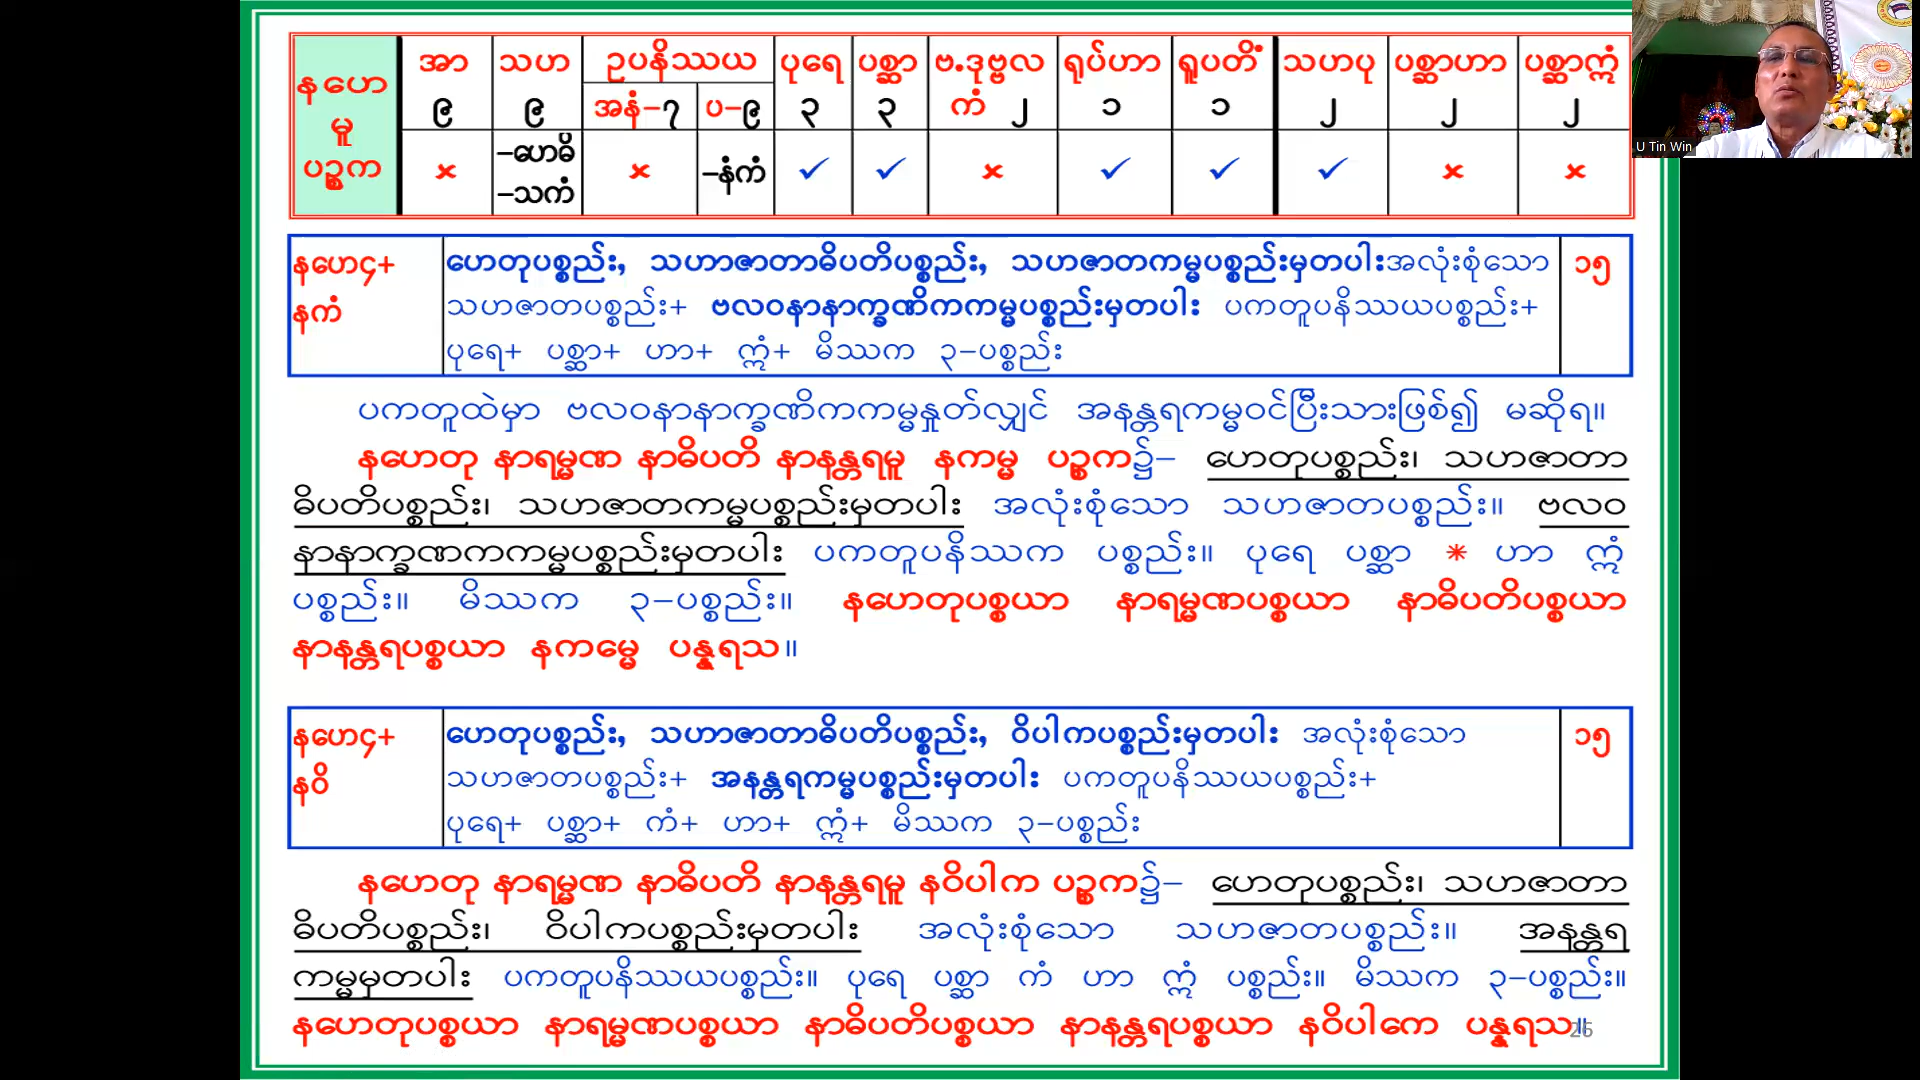 နဟေ
မူ
ပဉ္စက
အာ သဟ ဥပနိဿယ ပုရေ ပစ္ဆာ ဗ.ဒုဗ္ဗလ ရုပ်ဟာ ရူပတိံ သဟပု ပစ္ဆာဟာ ပစ္ဆာဣံ
၉ ၉ အနံ–၇ ပ–၉ ၃ ၃ ကံ ၂ ၁ ၁ ၂ ၂ ၂
× –ဟေဓိ × –နံကံ ✓ ✓ × ✓ ✓ ✓ × ×
–သကံ
U Tin Win
နဟေ၄+ ဟေတုပစ္စည်း, သဟာဇာတာဓိပတိပစ္စည်း, သဟဇာတကမ္မပစ္စည်းမှတပါးအလုံးစုံသော ၁၅
နကံ သဟဇာတပစ္စည်း+ ဗလဝနာနာက္ခဏိကကမ္မပစ္စည်းမှတပါး ပကတူပနိဿယပစ္စည်း+
ပုရေ+ ပစ္ဆာ+ ဟာ+ ဣံ+ မိဿက ၃–ပစ္စည်း
ပကတူထဲမှာ ဗလဝနာနာက္ခဏိကကမ္မနှုတ်လျှင် အနန္တရကမ္မဝင်ပြီးသားဖြစ်၍ မဆိုရ။
နဟေတု နာရမ္မဏ နာဓိပတိ နာနန္တရမူ နကမ္မ ပဉ္စက၌– ဟေတုပစ္စည်း၊ သဟဇာတာ
ဓိပတိပစ္စည်း၊ သဟဇာတကမ္မပစ္စည်းမှတပါး အလုံးစုံသော သဟဇာတပစ္စည်း။ ဗလဝ
နာနာက္ခဏကကမ္မပစ္စည်းမှတပါး ပကတူပနိဿက ပစ္စည်း။ ပုရေ ပစ္ဆာ * ဟာ ဣံ
ပစ္စည်း။ မိဿက ၃–ပစ္စည်း။ နဟေတုပစ္စယာ နာရမ္မဏပစ္စယာ နာဓိပတိပစ္စယာ
နာနန္တရပစ္စယာ နကမ္မေ ပန္နရသ။
နဟေ၄+ ဟေတုပစ္စည်း, သဟာဇာတာဓိပတိပစ္စည်း, ဝိပါကပစ္စည်းမှတပါး အလုံးစုံသော ၁၅
နဝိ သဟဇာတပစ္စည်း+ အနန္တရကမ္မပစ္စည်းမှတပါး ပကတူပနိဿယပစ္စည်း+
ပုရေ+ ပစ္ဆာ+ ကံ+ ဟာ+ ဣံ+ မိဿက ၃–ပစ္စည်း
နဟေတု နာရမ္မဏ နာဓိပတိ နာနန္တရမူ နဝိပါက ပဉ္စက၌– ဟေတုပစ္စည်း၊ သဟဇာတာ
ဓိပတိပစ္စည်း၊ ဝိပါကပစ္စည်းမှတပါး အလုံးစုံသော သဟဇာတပစ္စည်း။ အနန္တရ
ကမ္မမှတပါး ပကတူပနိဿယပစ္စည်း။ ပုရေ ပစ္ဆာ ကံ ဟာ ဣံ ပစ္စည်း။ မိဿက ၃–ပစ္စည်း။
နဟေတုပစ္စယာ နာရမ္မဏပစ္စယာ နာဓိပတိပစ္စယာ နာနန္တရပစ္စယာ နဝိပါကေ ပန္နရသ။
26